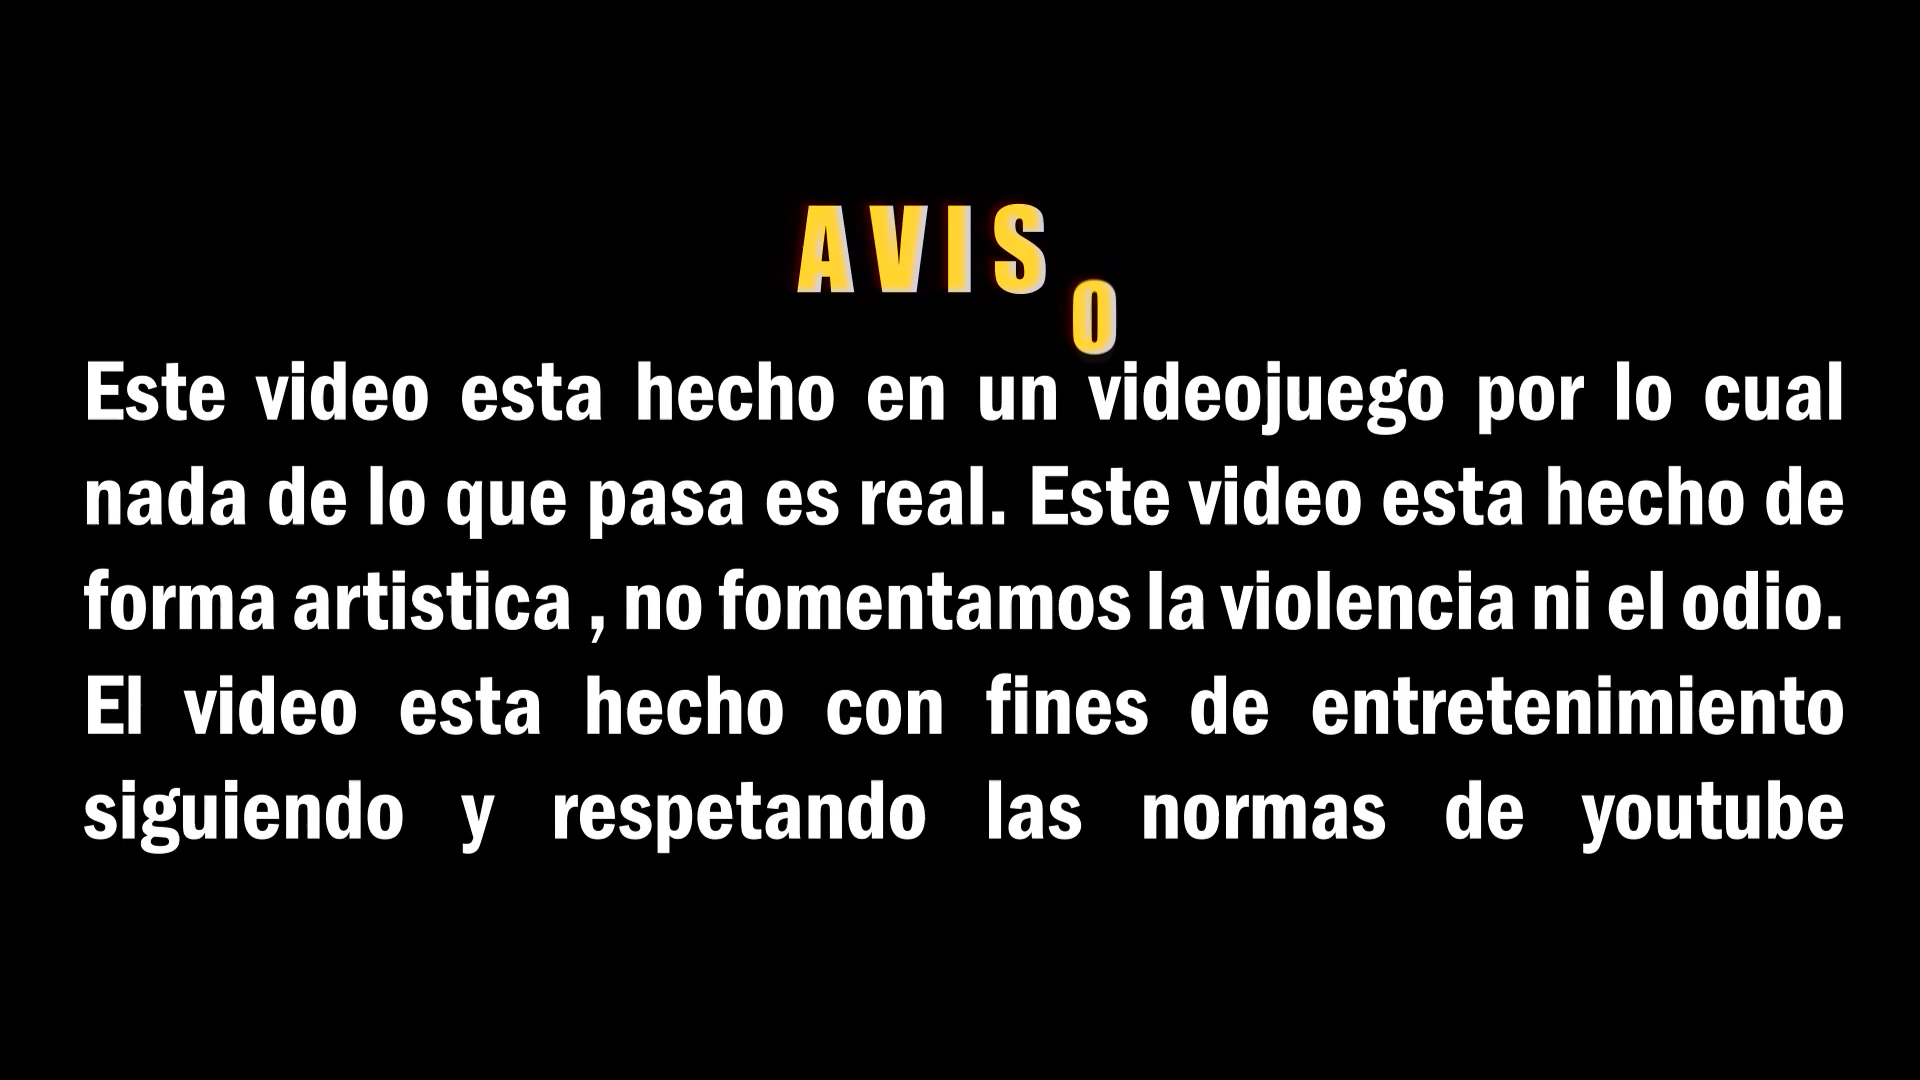 AVISO
Este video esta hecho en un videojuego por lo cual
nada de lo que pasa es real. Este video esta hecho de
forma artistica , no fomentamos la violencia ni el odio.
El video esta hecho con fines de entretenimiento
siguiendo y respetando las normas de youtube